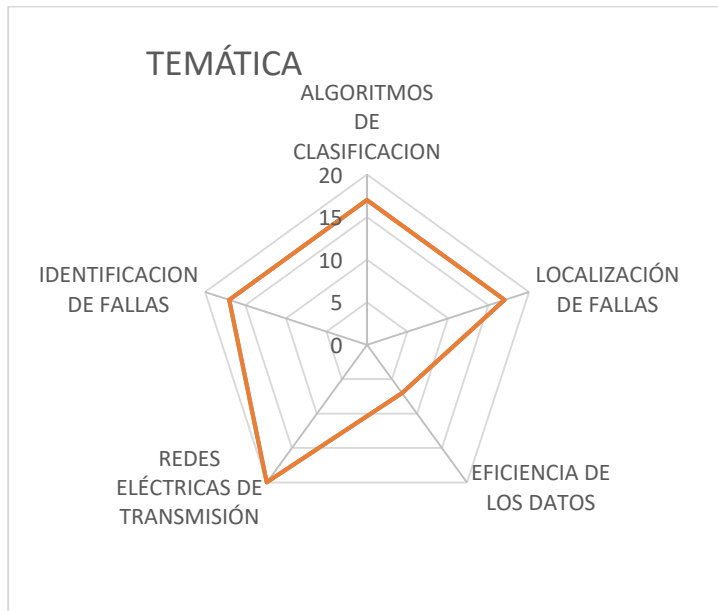 TEMÁTICA
ALGORITMOS
DE
CLASIFICACION
20
15
10
5
0
IDENTIFICACION
DE FALLAS
LOCALIZACIÓN
DE FALLAS
REDES
ELÉCTRICAS DE
TRANSMISIÓN
EFICIENCIA DE
LOS DATOS